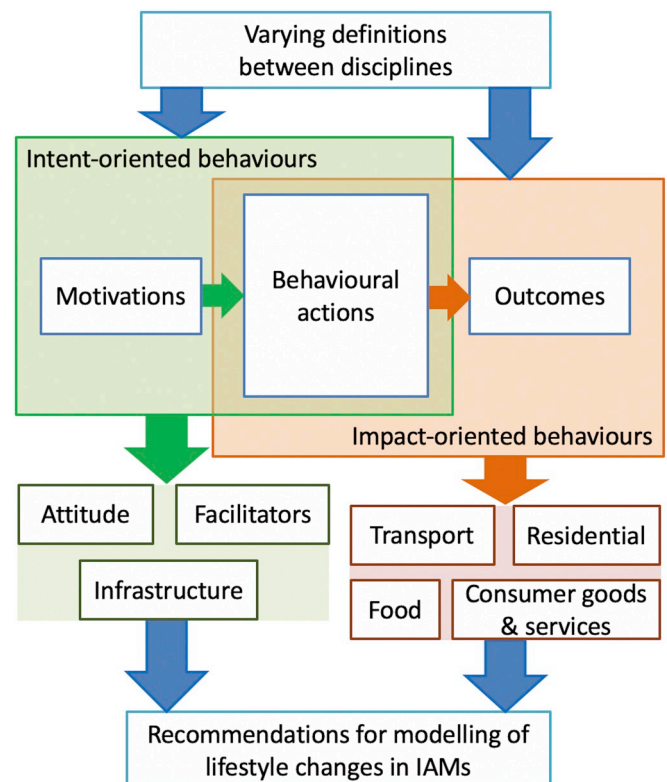 Varying definitions
between disciplines
Intent-oriented behaviours
Motivations
Behavioural
actions
Outcomes
Impact-oriented behaviours
Attitude
Facilitators
Infrastructure
Transport
Residential
Food
Consumer goods
& services
Recommendations for modelling of
lifestyle changes in IAMs